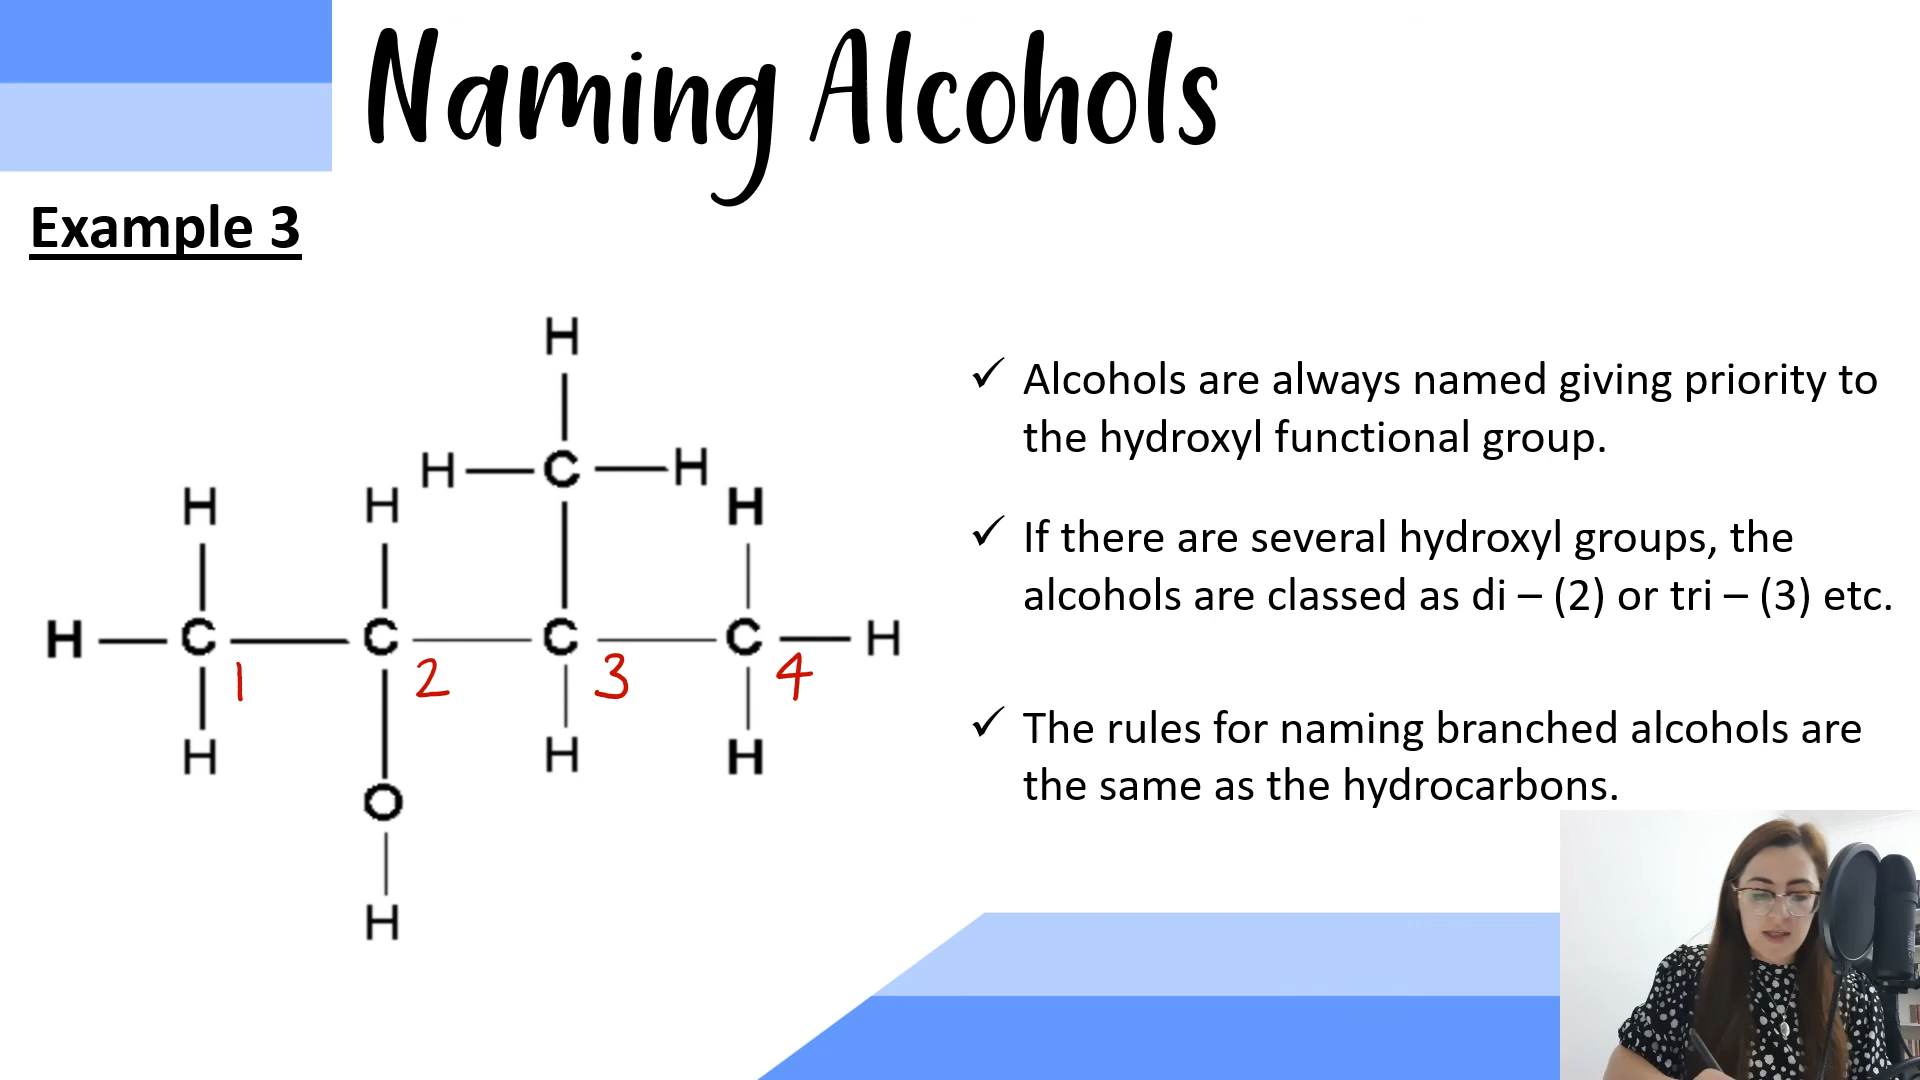 Naming Alcohols
Example 3
H
H—C—H
H H H
H—C—C—C—C—H
1 2 3 4
H H H
O
H
✓ Alcohols are always named giving priority to
the hydroxyl functional group.
✓ If there are several hydroxyl groups, the
alcohols are classed as di – (2) or tri – (3) etc.
✓ The rules for naming branched alcohols are
the same as the hydrocarbons.